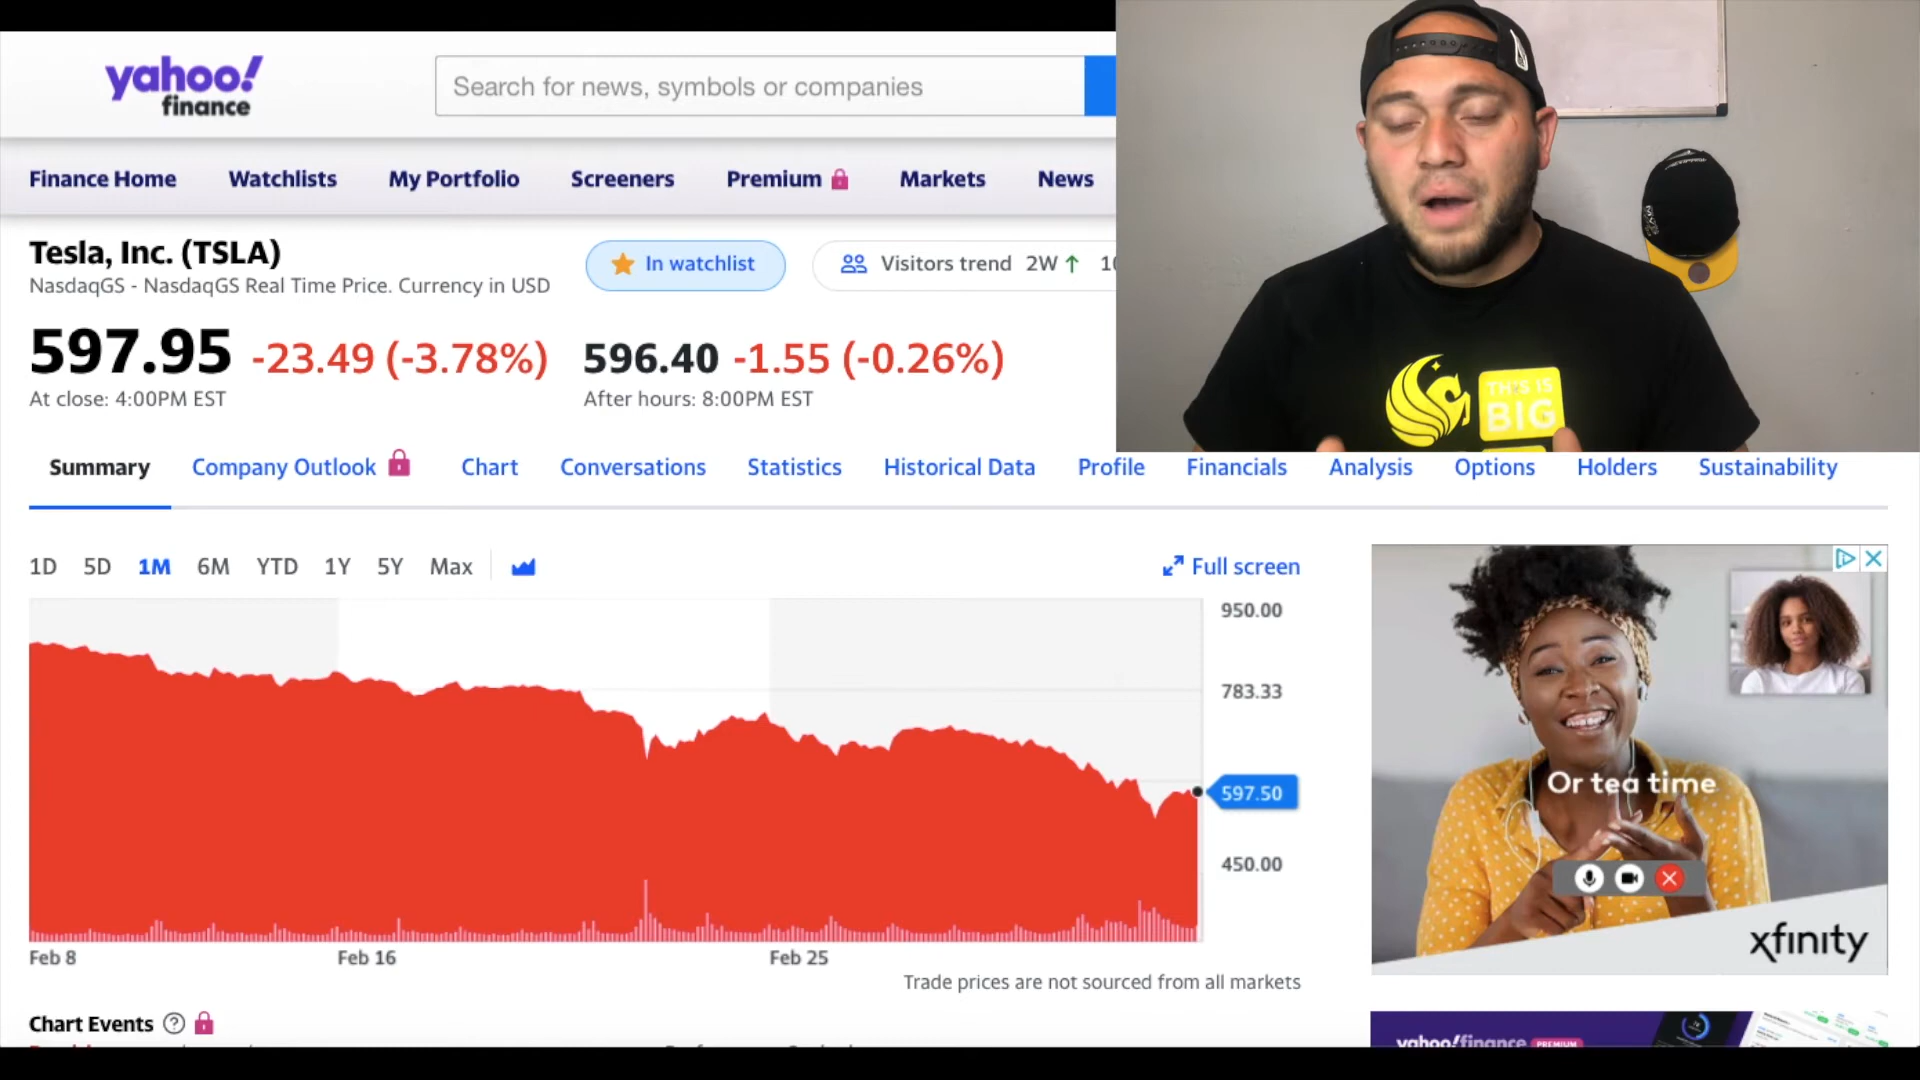 yahoo!
finance
Search for news, symbols or companies
Finance Home Watchlists My Portfolio Screeners Premium Markets News
Tesla, Inc. (TSLA)
NasdaqGS - NasdaqGS Real Time Price. Currency in USD
In watchlist
Visitors trend 2W↑
597.95 -23.49 (-3.78%)
At close: 4:00PM EST
596.40 -1.55 (-0.26%)
After hours: 8:00PM EST
THIS IS
BIG
Summary Company Outlook Chart Conversations Statistics Historical Data Profile Financials Analysis Options Holders Sustainability
1D 5D 1M 6M YTD 1Y 5Y Max
Full screen
950.00
783.33
597.50
450.00
Feb 8 Feb 16 Feb 25
Trade prices are not sourced from all markets
Chart Events ?
Or tea time
xfinity
yahoo!finance PREMIUM